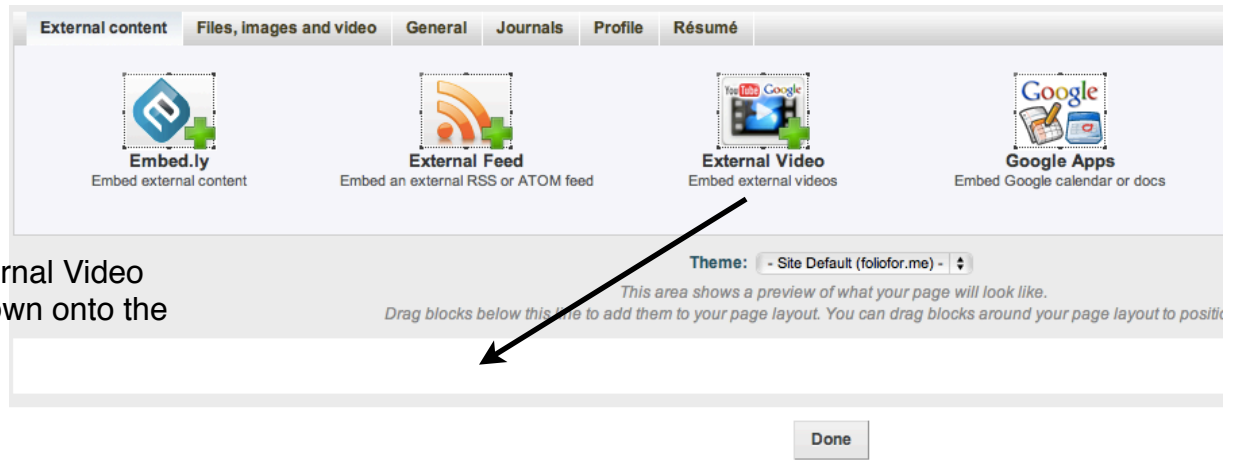 External content Files, images and video General Journals Profile Résumé
You Tube Google Google
Embed.ly External Feed External Video Google Apps
Embed external content Embed an external RSS or ATOM feed Embed external videos Embed Google calendar or docs
Theme: - Site Default (foliofor.me) -
rnal Video
own onto the
This area shows a preview of what your page will look like.
Drag blocks below this line to add them to your page layout. You can drag blocks around your page layout to positi
Done